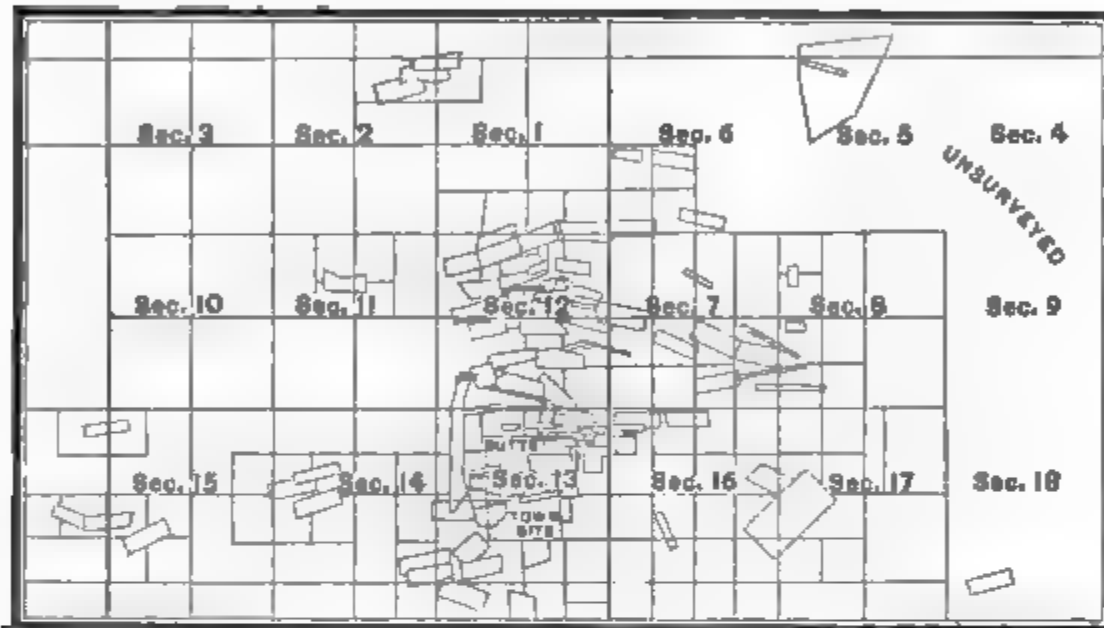 Sec. 3
Sec. 2
Sec. 1
Sec. 6
Sec. 5
Sec. 4
UNSURVEYED
Sec. 10
Sec. 11
Sec. 12
Sec. 7
Sec. 8
Sec. 9
BUTTE
Sec. 15
Sec. 14
Sec. 13
Sec. 16
Sec. 17
Sec. 18
TOWN
SITE